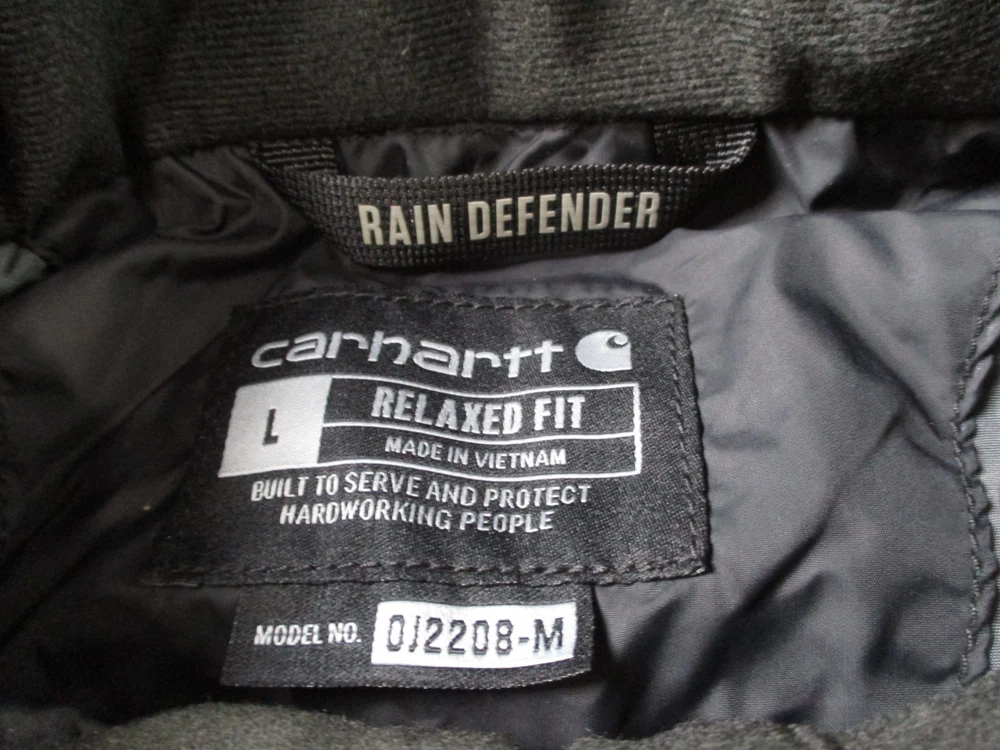 RAIN DEFENDER
carhartt
L
RELAXED FIT
MADE IN VIETNAM
BUILT TO SERVE AND PROTECT
HARDWORKING PEOPLE
MODEL NO. OJ2208-M